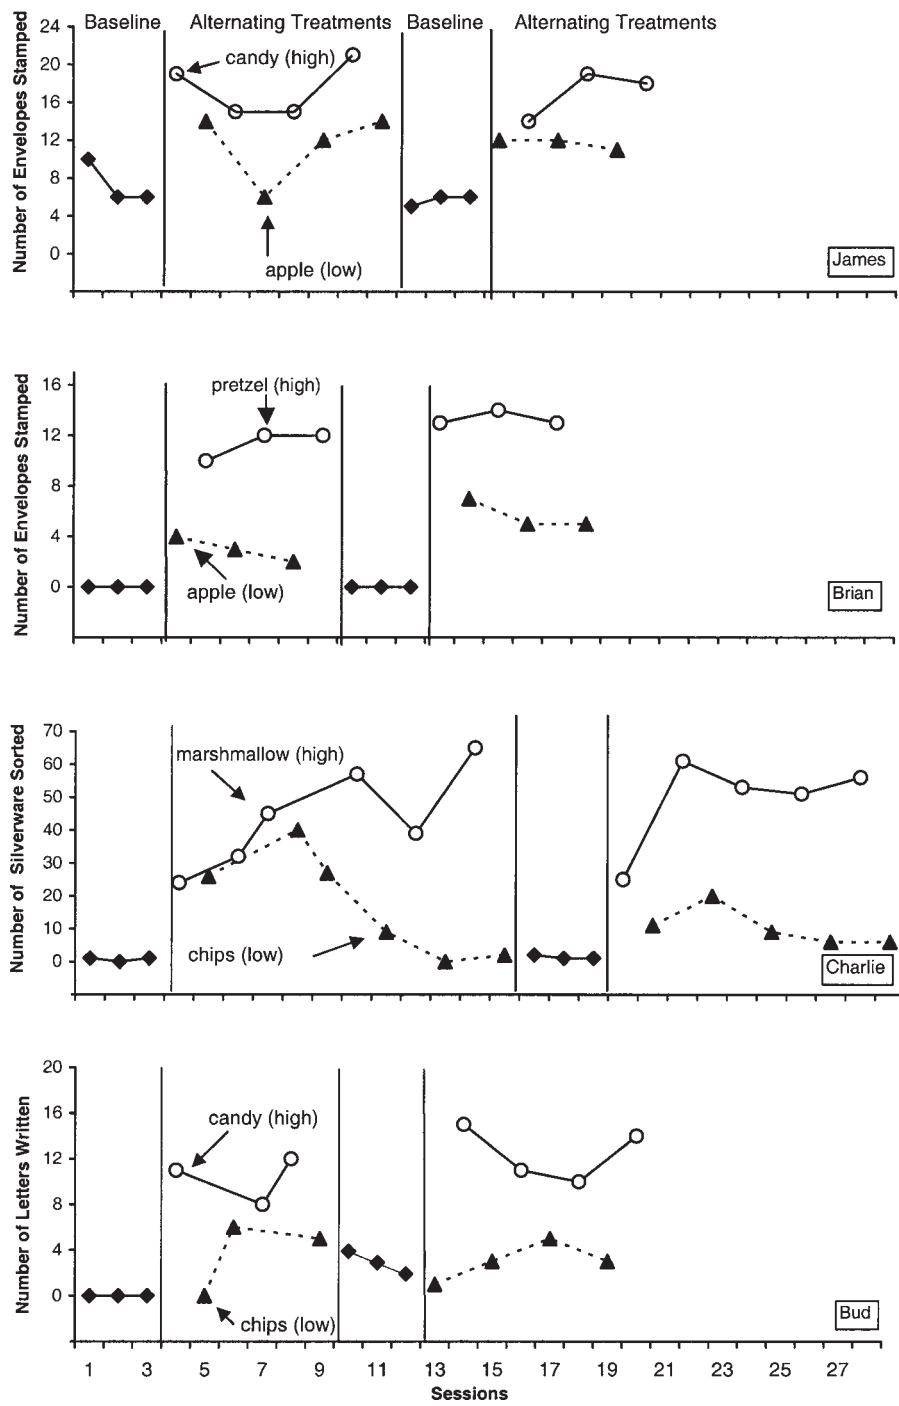 Baseline Alternating Treatments Baseline Alternating Treatments
Number of Envelopes Stamped
24
20
16
12
8
4
0
candy (high)
apple (low)
James
Number of Envelopes Stamped
16
12
8
4
0
pretzel (high)
apple (low)
Brian
Number of Silverware Sorted
70
60
50
40
30
20
10
0
marshmallow (high)
chips (low)
Charlie
Number of Letters Written
20
16
12
8
4
0
candy (high)
chips (low)
Bud
1 3 5 7 9 11 13 15 17 19 21 23 25 27
Sessions